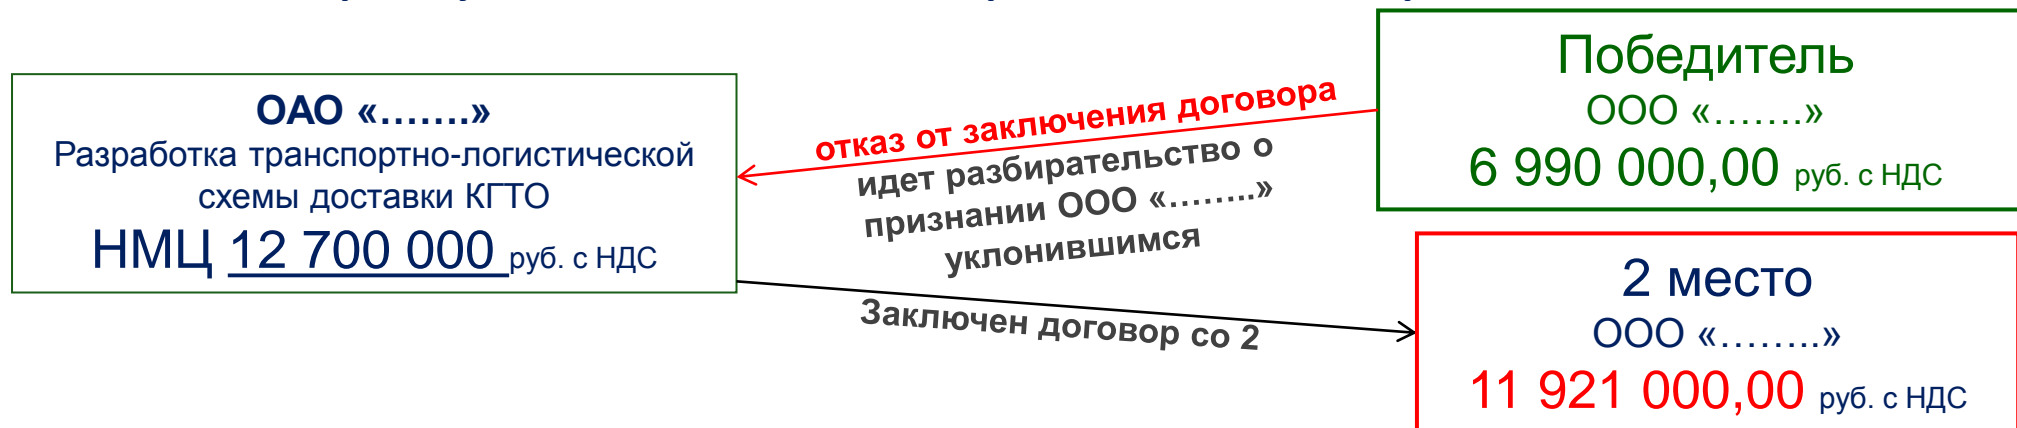 ОАО «.......»
Разработка транспортно-логистической
схемы доставки КГТО
НМЦ 12 700 000 руб. с НДС
отказ от заключения договора
идет разбирательство о
признании ООО «........»
уклонившимся
Заключен договор со 2
Победитель
ООО «.......»
6 990 000,00 руб. с НДС
2 место
ООО «........»
11 921 000,00 руб. с НДС